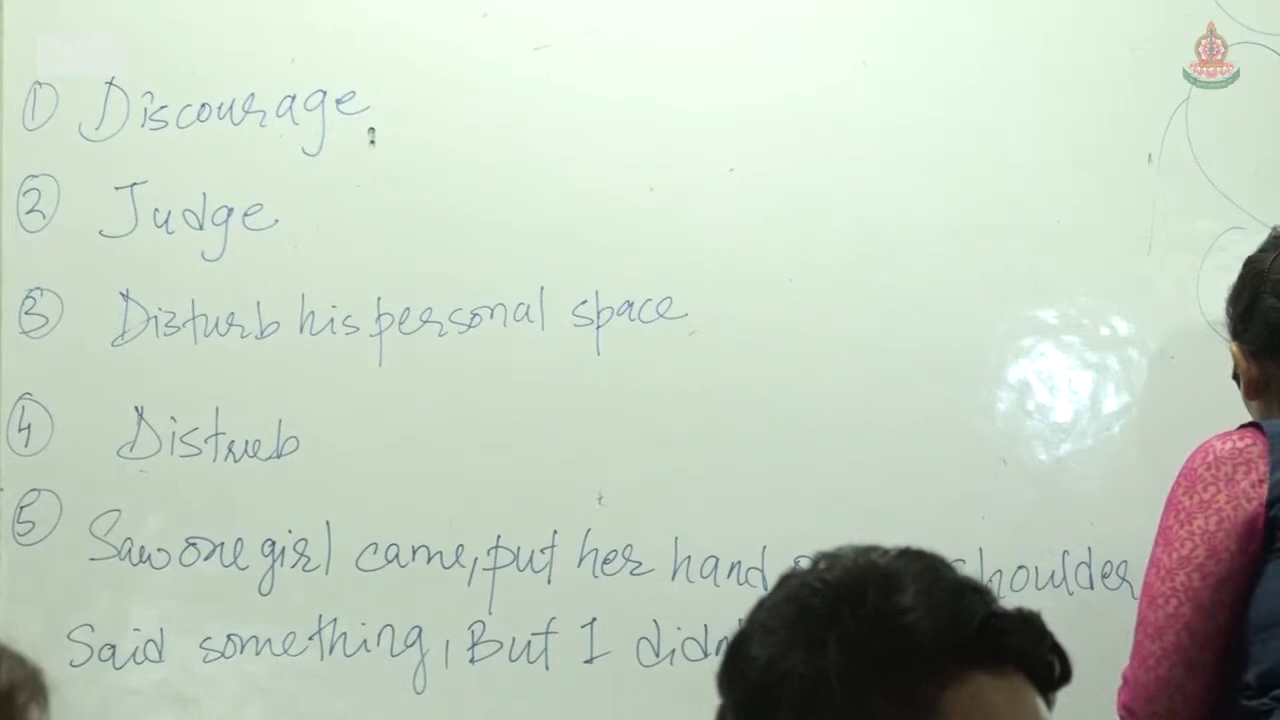 ① Discourage
② Judge
③ Disturb his personal space
④ Distrub
⑤ Saw one girl came, put her hand shoulder
Said something, But I